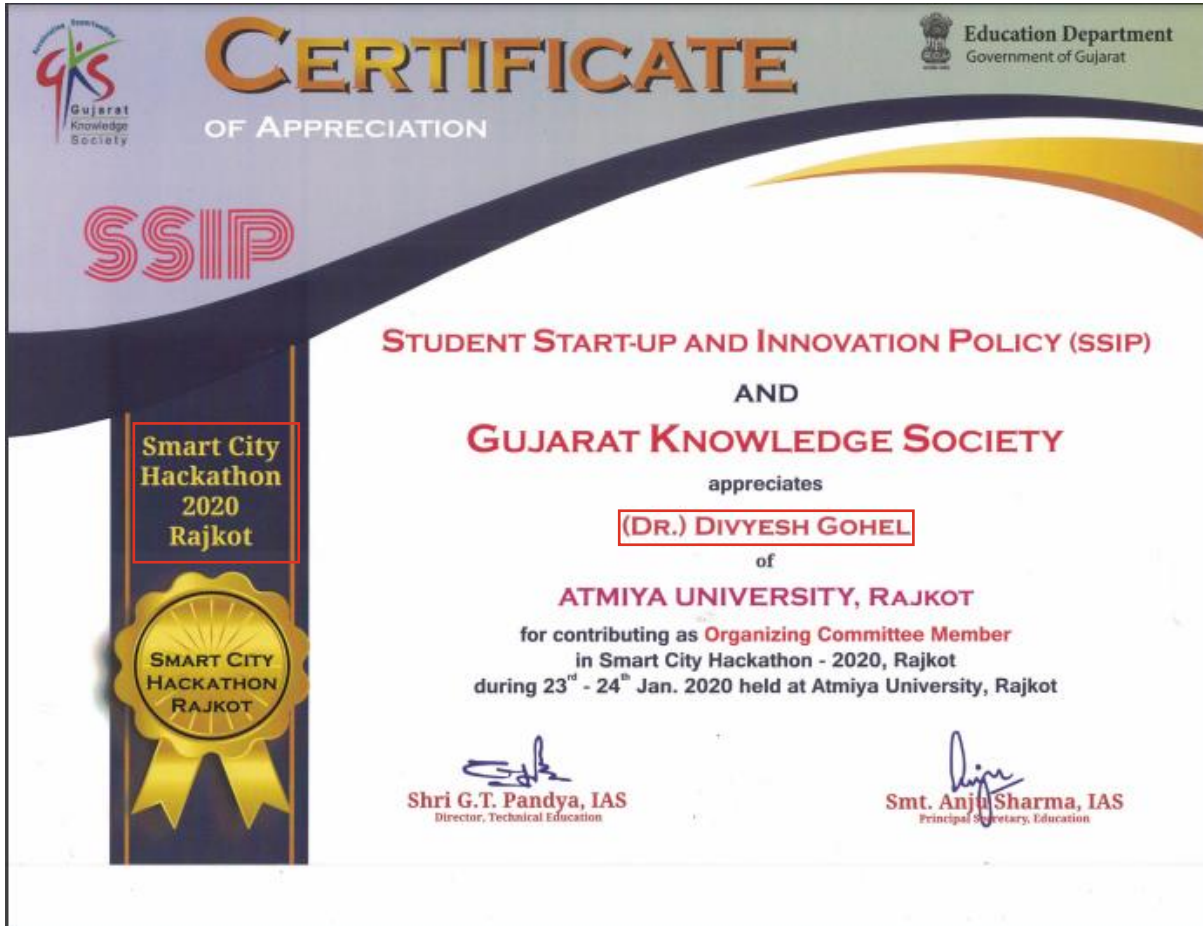 Accelerating Opportunities
GKS
Gujarat
Knowledge
Society
CERTIFICATE
OF APPRECIATION
Education Department
Government of Gujarat
SSIP
STUDENT START-UP AND INNOVATION POLICY (SSIP)
AND
GUJARAT KNOWLEDGE SOCIETY
appreciates
(DR.) DIVYESH GOHEL
of
ATMIYA UNIVERSITY, RAJKOT
for contributing as Organizing Committee Member
in Smart City Hackathon - 2020, Rajkot
during 23rd - 24th Jan. 2020 held at Atmiya University, Rajkot
Smart City
Hackathon
2020
Rajkot
SMART CITY
HACKATHON
RAJKOT
Shri G.T. Pandya, IAS
Director, Technical Education
Smt. Anju Sharma, IAS
Principal Secretary, Education